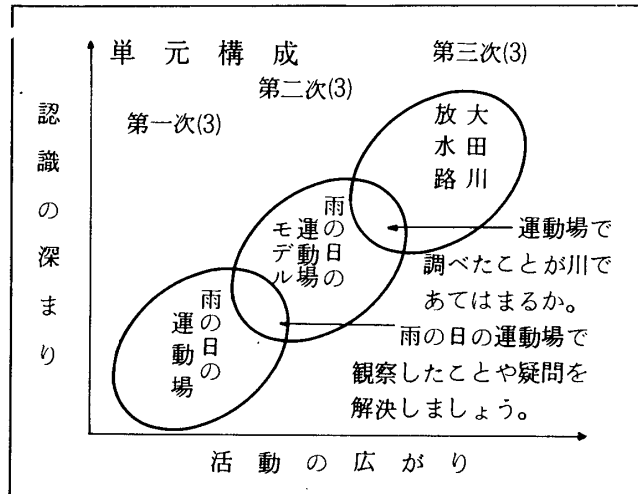 単元構成
第一次(3)
第二次(3)
第三次(3)
認識の深まり
雨の日の
運動場
雨の日の
運動場の
モデル
大田川
放水路
運動場で
調べたことが川で
あてはまるか。
雨の日の運動場で
観察したことや疑問を
解決しましょう。
活動の広がり